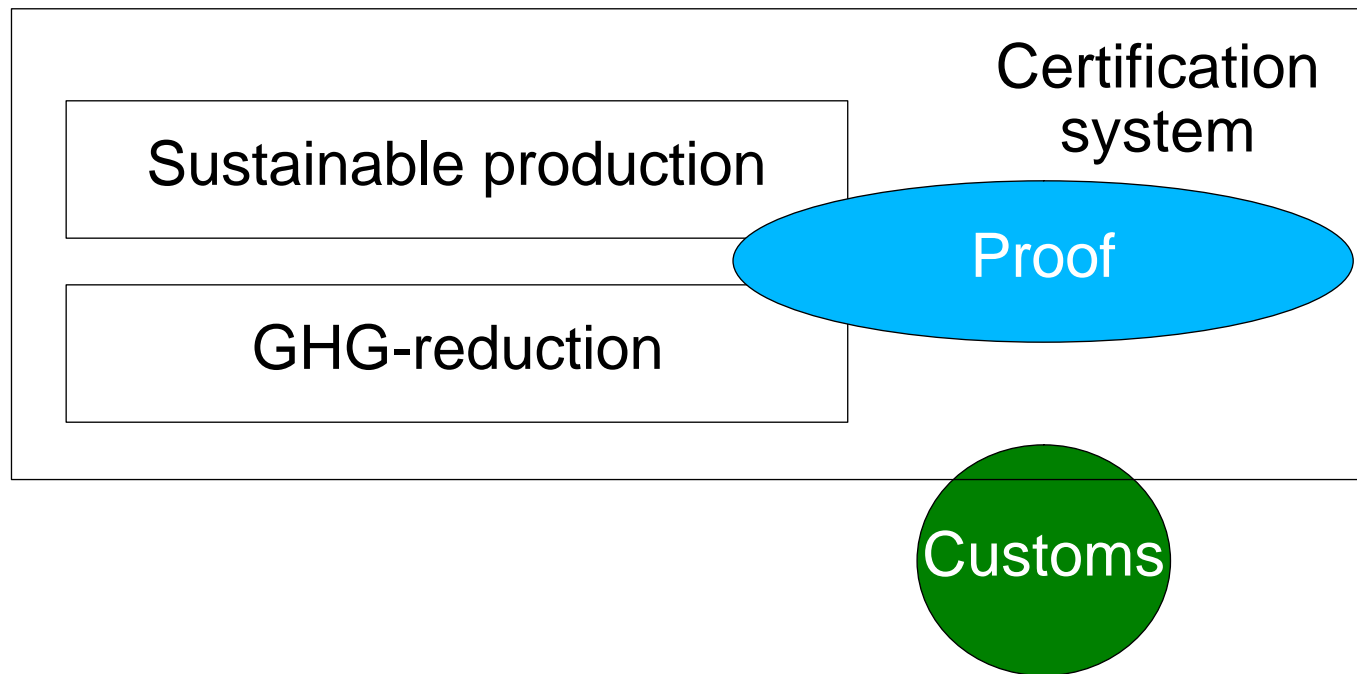 Certification
system
Sustainable production
Proof
GHG-reduction
Customs